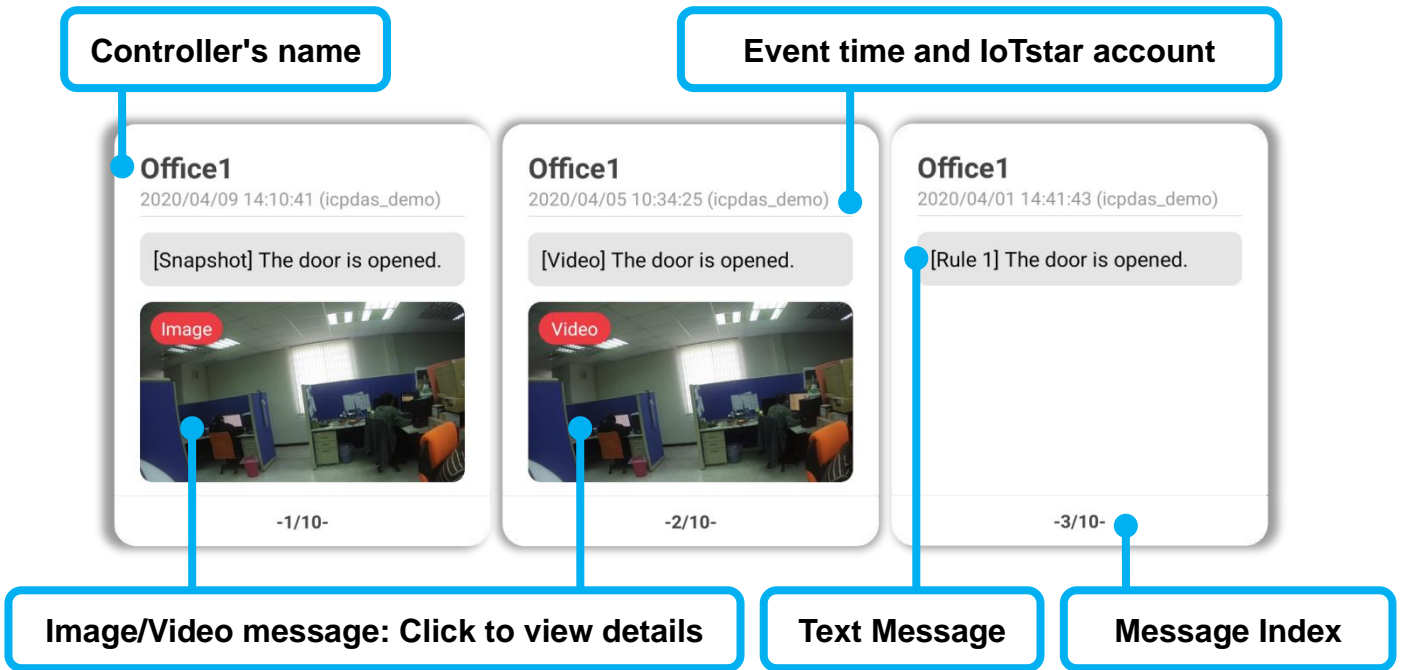 Controller's name
Event time and IoTstar account
Office1
2020/04/09 14:10:41 (icpdas_demo)
[Snapshot] The door is opened.
Image
-1/10-
Office1
2020/04/05 10:34:25 (icpdas_demo)
[Video] The door is opened.
Video
-2/10-
Office1
2020/04/01 14:41:43 (icpdas_demo)
[Rule 1] The door is opened.
-3/10-
Image/Video message: Click to view details
Text Message
Message Index